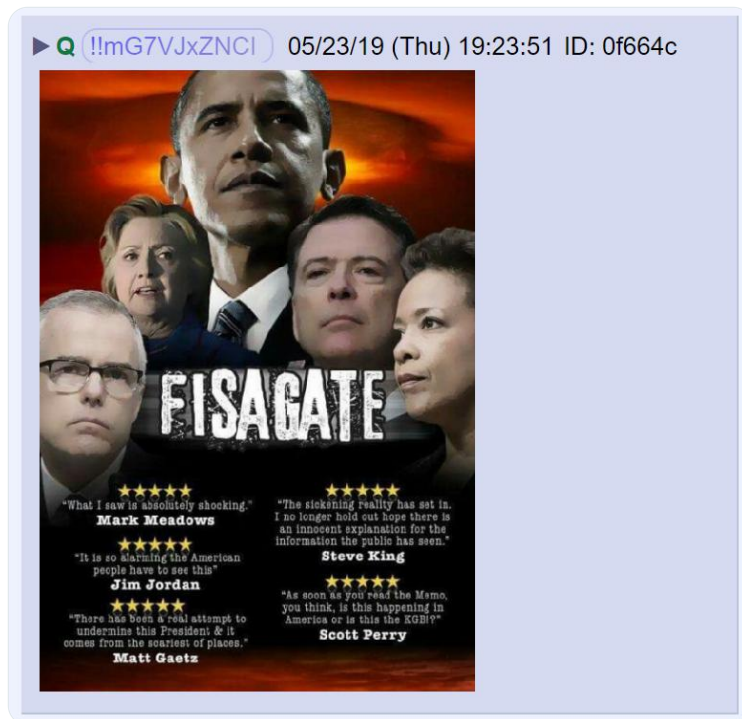 ▶ Q !!mG7VJxZNCI 05/23/19 (Thu) 19:23:51 ID: 0f664c
FISAGATE
"What I saw is absolutely shocking."
Mark Meadows
"It is so alarming the American
people have to see this"
Jim Jordan
"There has been a real attempt to
undermine this President & it
comes from the scariest of places."
Matt Gaetz
"The sickening reality has set in.
I no longer hold out hope there is
an innocent explanation for the
information the public has seen."
Steve King
"As soon as you read the Memo,
you think, is this happening in
America or is this the KGB!?"
Scott Perry